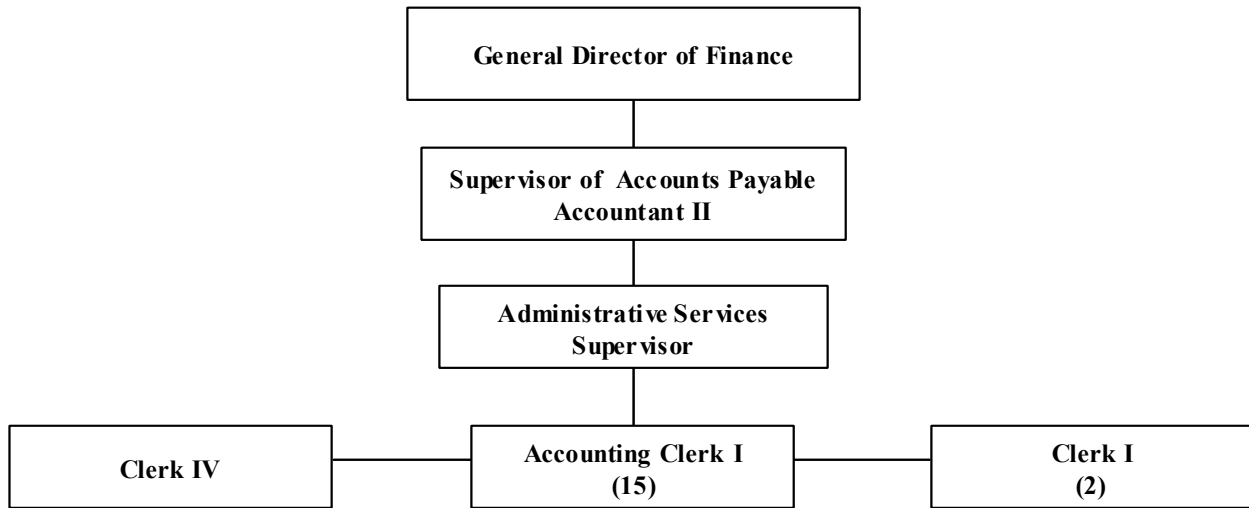 General Director of Finance
Supervisor of Accounts Payable
Accountant II
Administrative Services
Supervisor
Clerk IV
Accounting Clerk I
(15)
Clerk I
(2)